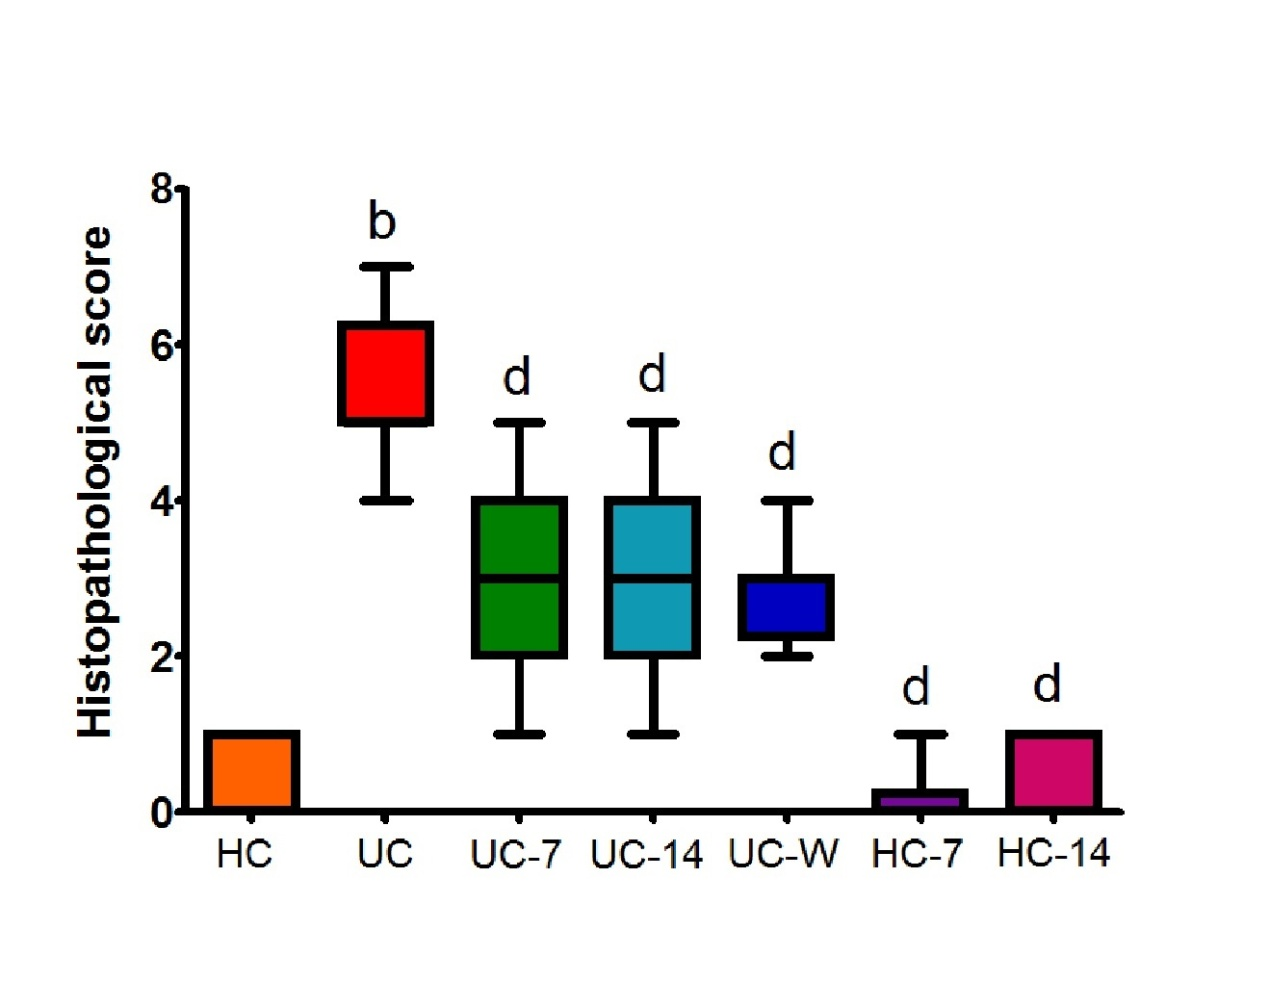 Histopathological score
8
6
4
2
0
b
d
d
d
d
d
HC
UC
UC-7
UC-14
UC-W
HC-7
HC-14